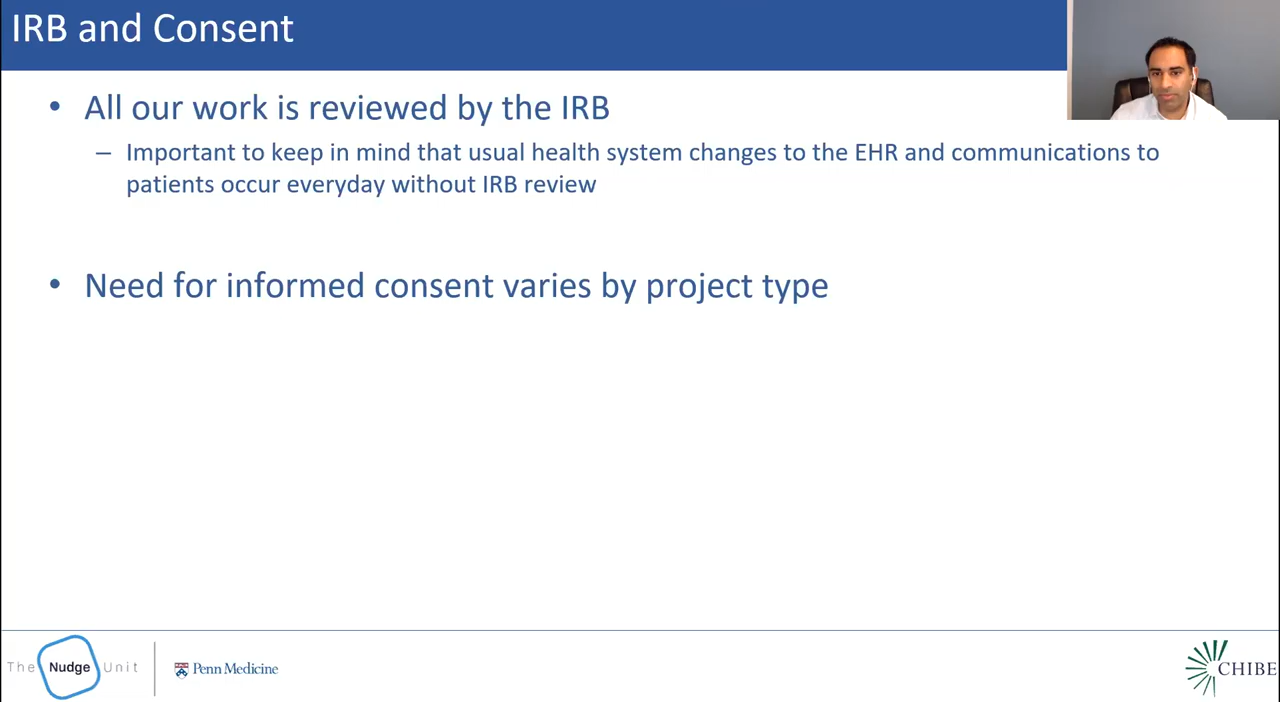 IRB and Consent
• All our work is reviewed by the IRB
– Important to keep in mind that usual health system changes to the EHR and communications to
patients occur everyday without IRB review
• Need for informed consent varies by project type
The Nudge Unit
Penn Medicine
CHIBE